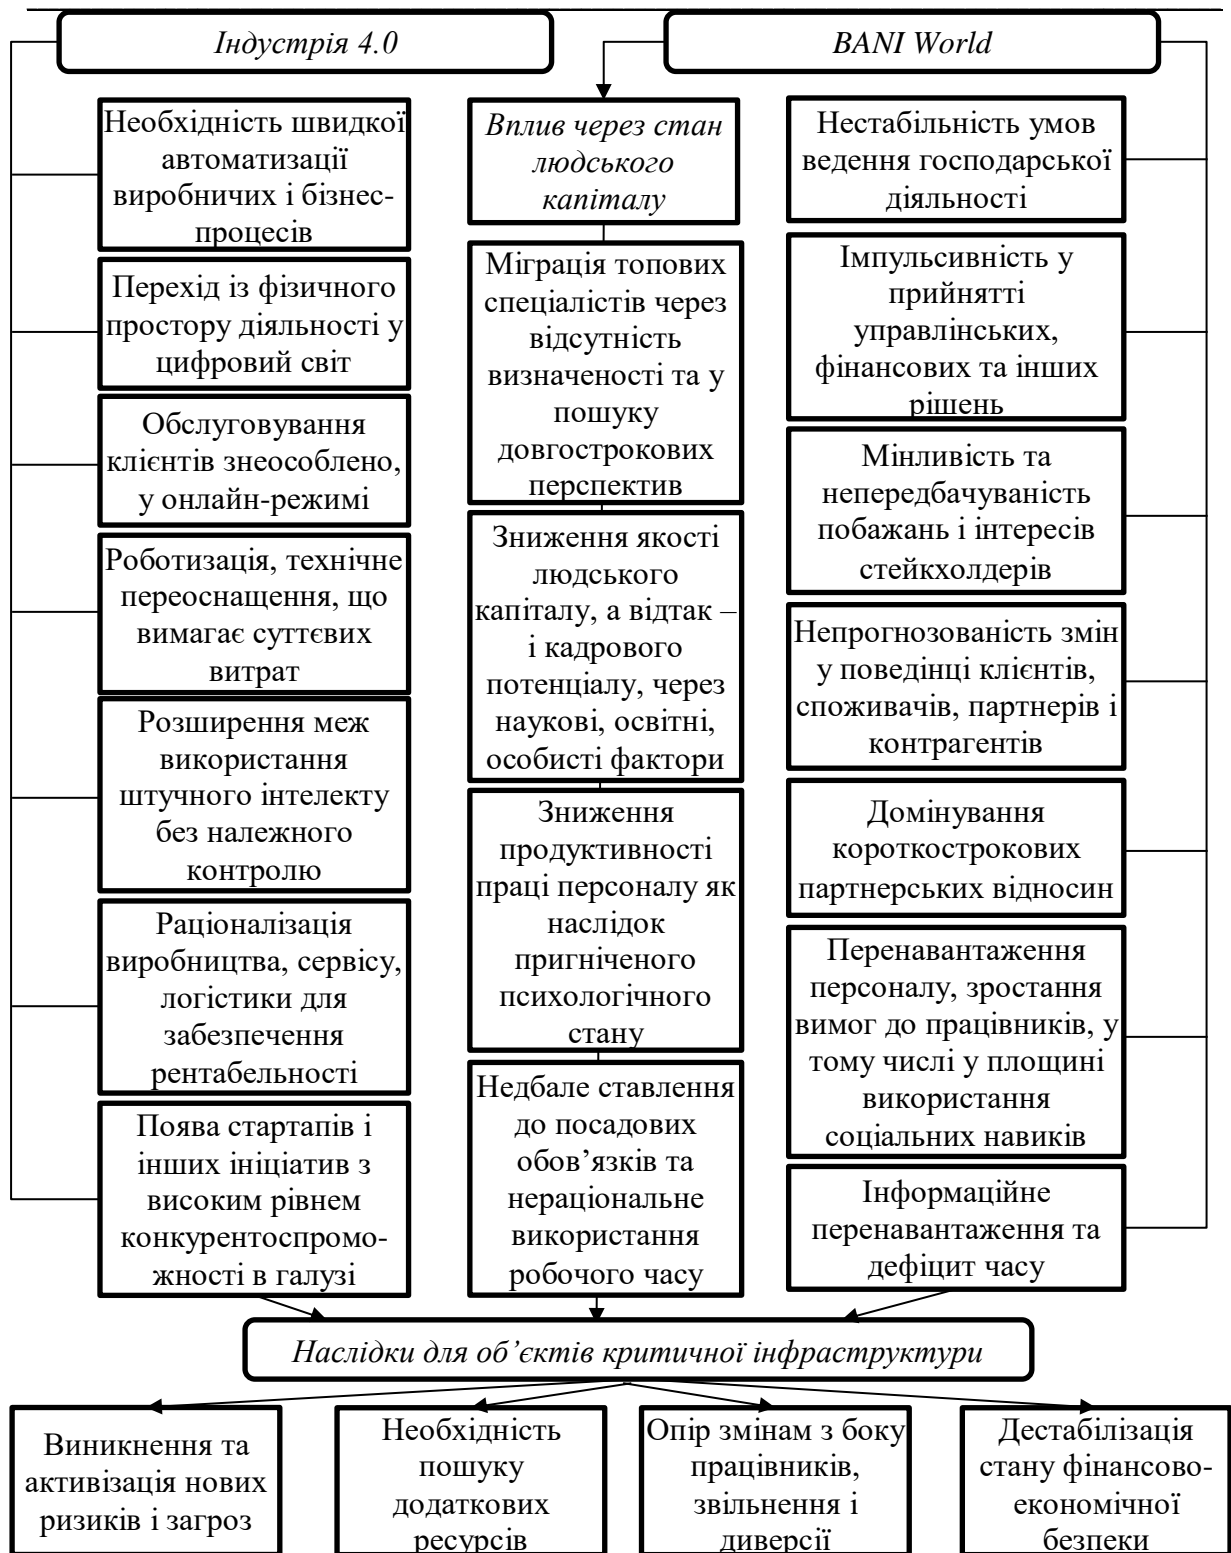 Індустрія 4.0
BANI World
Необхідність швидкої
автоматизації
виробничих і бізнес-
процесів
Перехід із фізичного
простору діяльності у
цифровий світ
Обслуговування
клієнтів знеособлено,
у онлайн-режимі
Роботизація, технічне
переоснащення, що
вимагає суттєвих
витрат
Розширення меж
використання
штучного інтелекту
без належного
контролю
Раціоналізація
виробництва, сервісу,
логістики для
забезпечення
рентабельності
Поява стартапів і
інших ініціатив з
високим рівнем
конкурентоспромо-
жності в галузі
Вплив через стан
людського
капіталу
Міграція топових
спеціалістів через
відсутність
визначеності та у
пошуку
довгострокових
перспектив
Зниження якості
людського
капіталу, а відтак –
і кадрового
потенціалу, через
наукові, освітні,
особисті фактори
Зниження
продуктивності
праці персоналу як
наслідок
пригніченого
психологічного
стану
Недбале ставлення
до посадових
обов’язків та
нераціональне
використання
робочого часу
Нестабільність умов
ведення господарської
діяльності
Імпульсивність у
прийнятті
управлінських,
фінансових та інших
рішень
Мінливість та
непередбачуваність
побажань і інтересів
стейкхолдерів
Непрогнозованість змін
у поведінці клієнтів,
споживачів, партнерів і
контрагентів
Домінування
короткострокових
партнерських відносин
Перенавантаження
персоналу, зростання
вимог до працівників, у
тому числі у площині
використання
соціальних навиків
Інформаційне
перенавантаження та
дефіцит часу
Наслідки для об’єктів критичної інфраструктури
Виникнення та
активізація нових
ризиків і загроз
Необхідність
пошуку
додаткових
ресурсів
Опір змінам з боку
працівників,
звільнення і
диверсії
Дестабілізація
стану фінансово-
економічної
безпеки